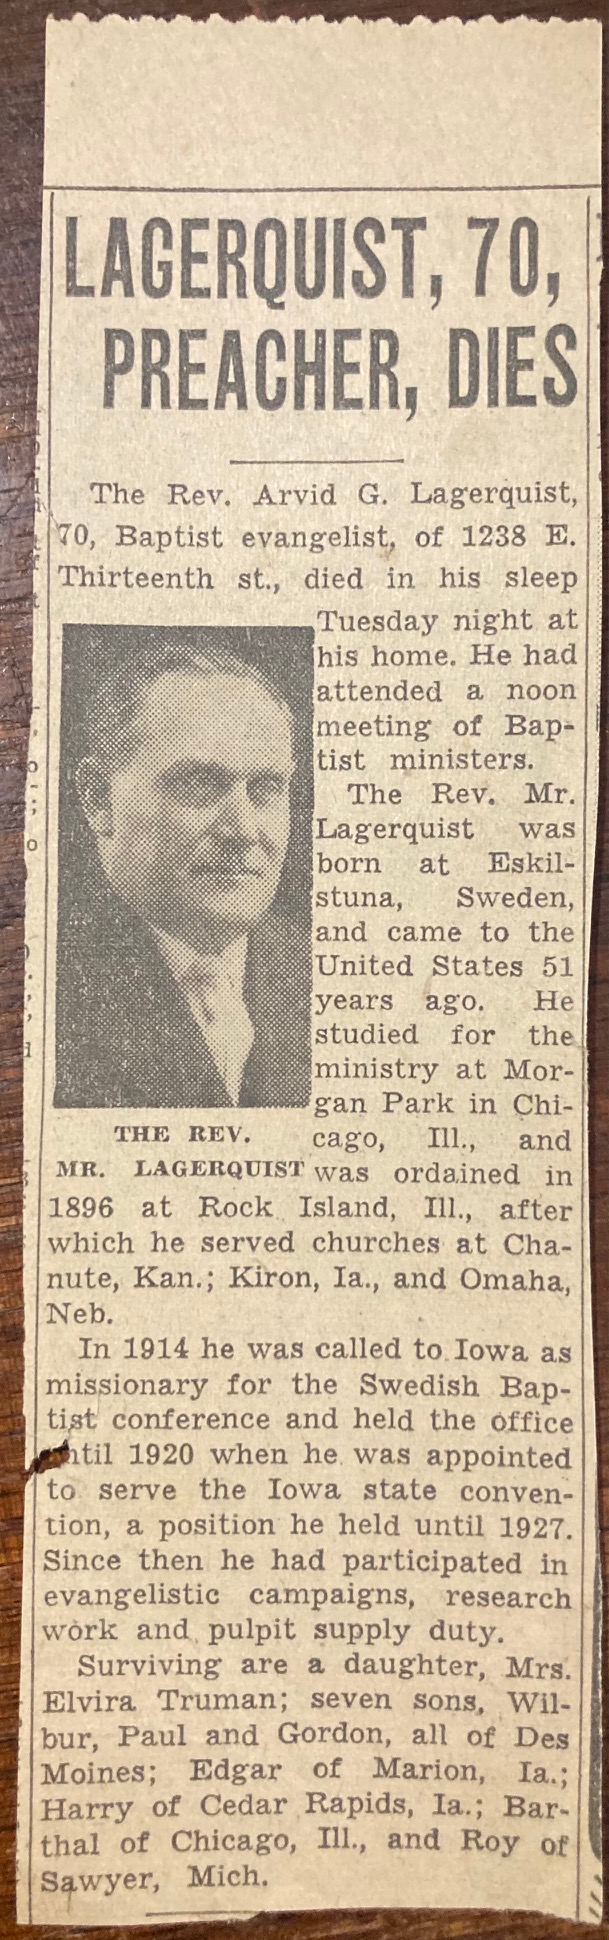 LAGERQUIST, 70,
PREACHER, DIES
The Rev. Arvid G. Lagerquist,
70, Baptist evangelist, of 1238 E.
Thirteenth st., died in his sleep
Tuesday night at
his home. He had
attended a noon
meeting of Bap-
tist ministers.
The Rev. Mr.
Lagerquist was
born at Eskil-
stuna, Sweden,
and came to the
United States 51
years ago. He
studied for the
ministry at Mor-
gan Park in Chi-
cago, Ill., and
was ordained in
THE REV.
MR. LAGERQUIST
1896 at Rock Island, Ill., after
which he served churches at Cha-
nute, Kan.; Kiron, Ia., and Omaha,
Neb.
In 1914 he was called to Iowa as
missionary for the Swedish Bap-
tist conference and held the office
until 1920 when he was appointed
to serve the Iowa state conven-
tion, a position he held until 1927.
Since then he had participated in
evangelistic campaigns, research
work and pulpit supply duty.
Surviving are a daughter, Mrs.
Elvira Truman; seven sons, Wil-
bur, Paul and Gordon, all of Des
Moines; Edgar of Marion, Ia.;
Harry of Cedar Rapids, Ia.; Bar-
thal of Chicago, Ill., and Roy of
Sawyer, Mich.